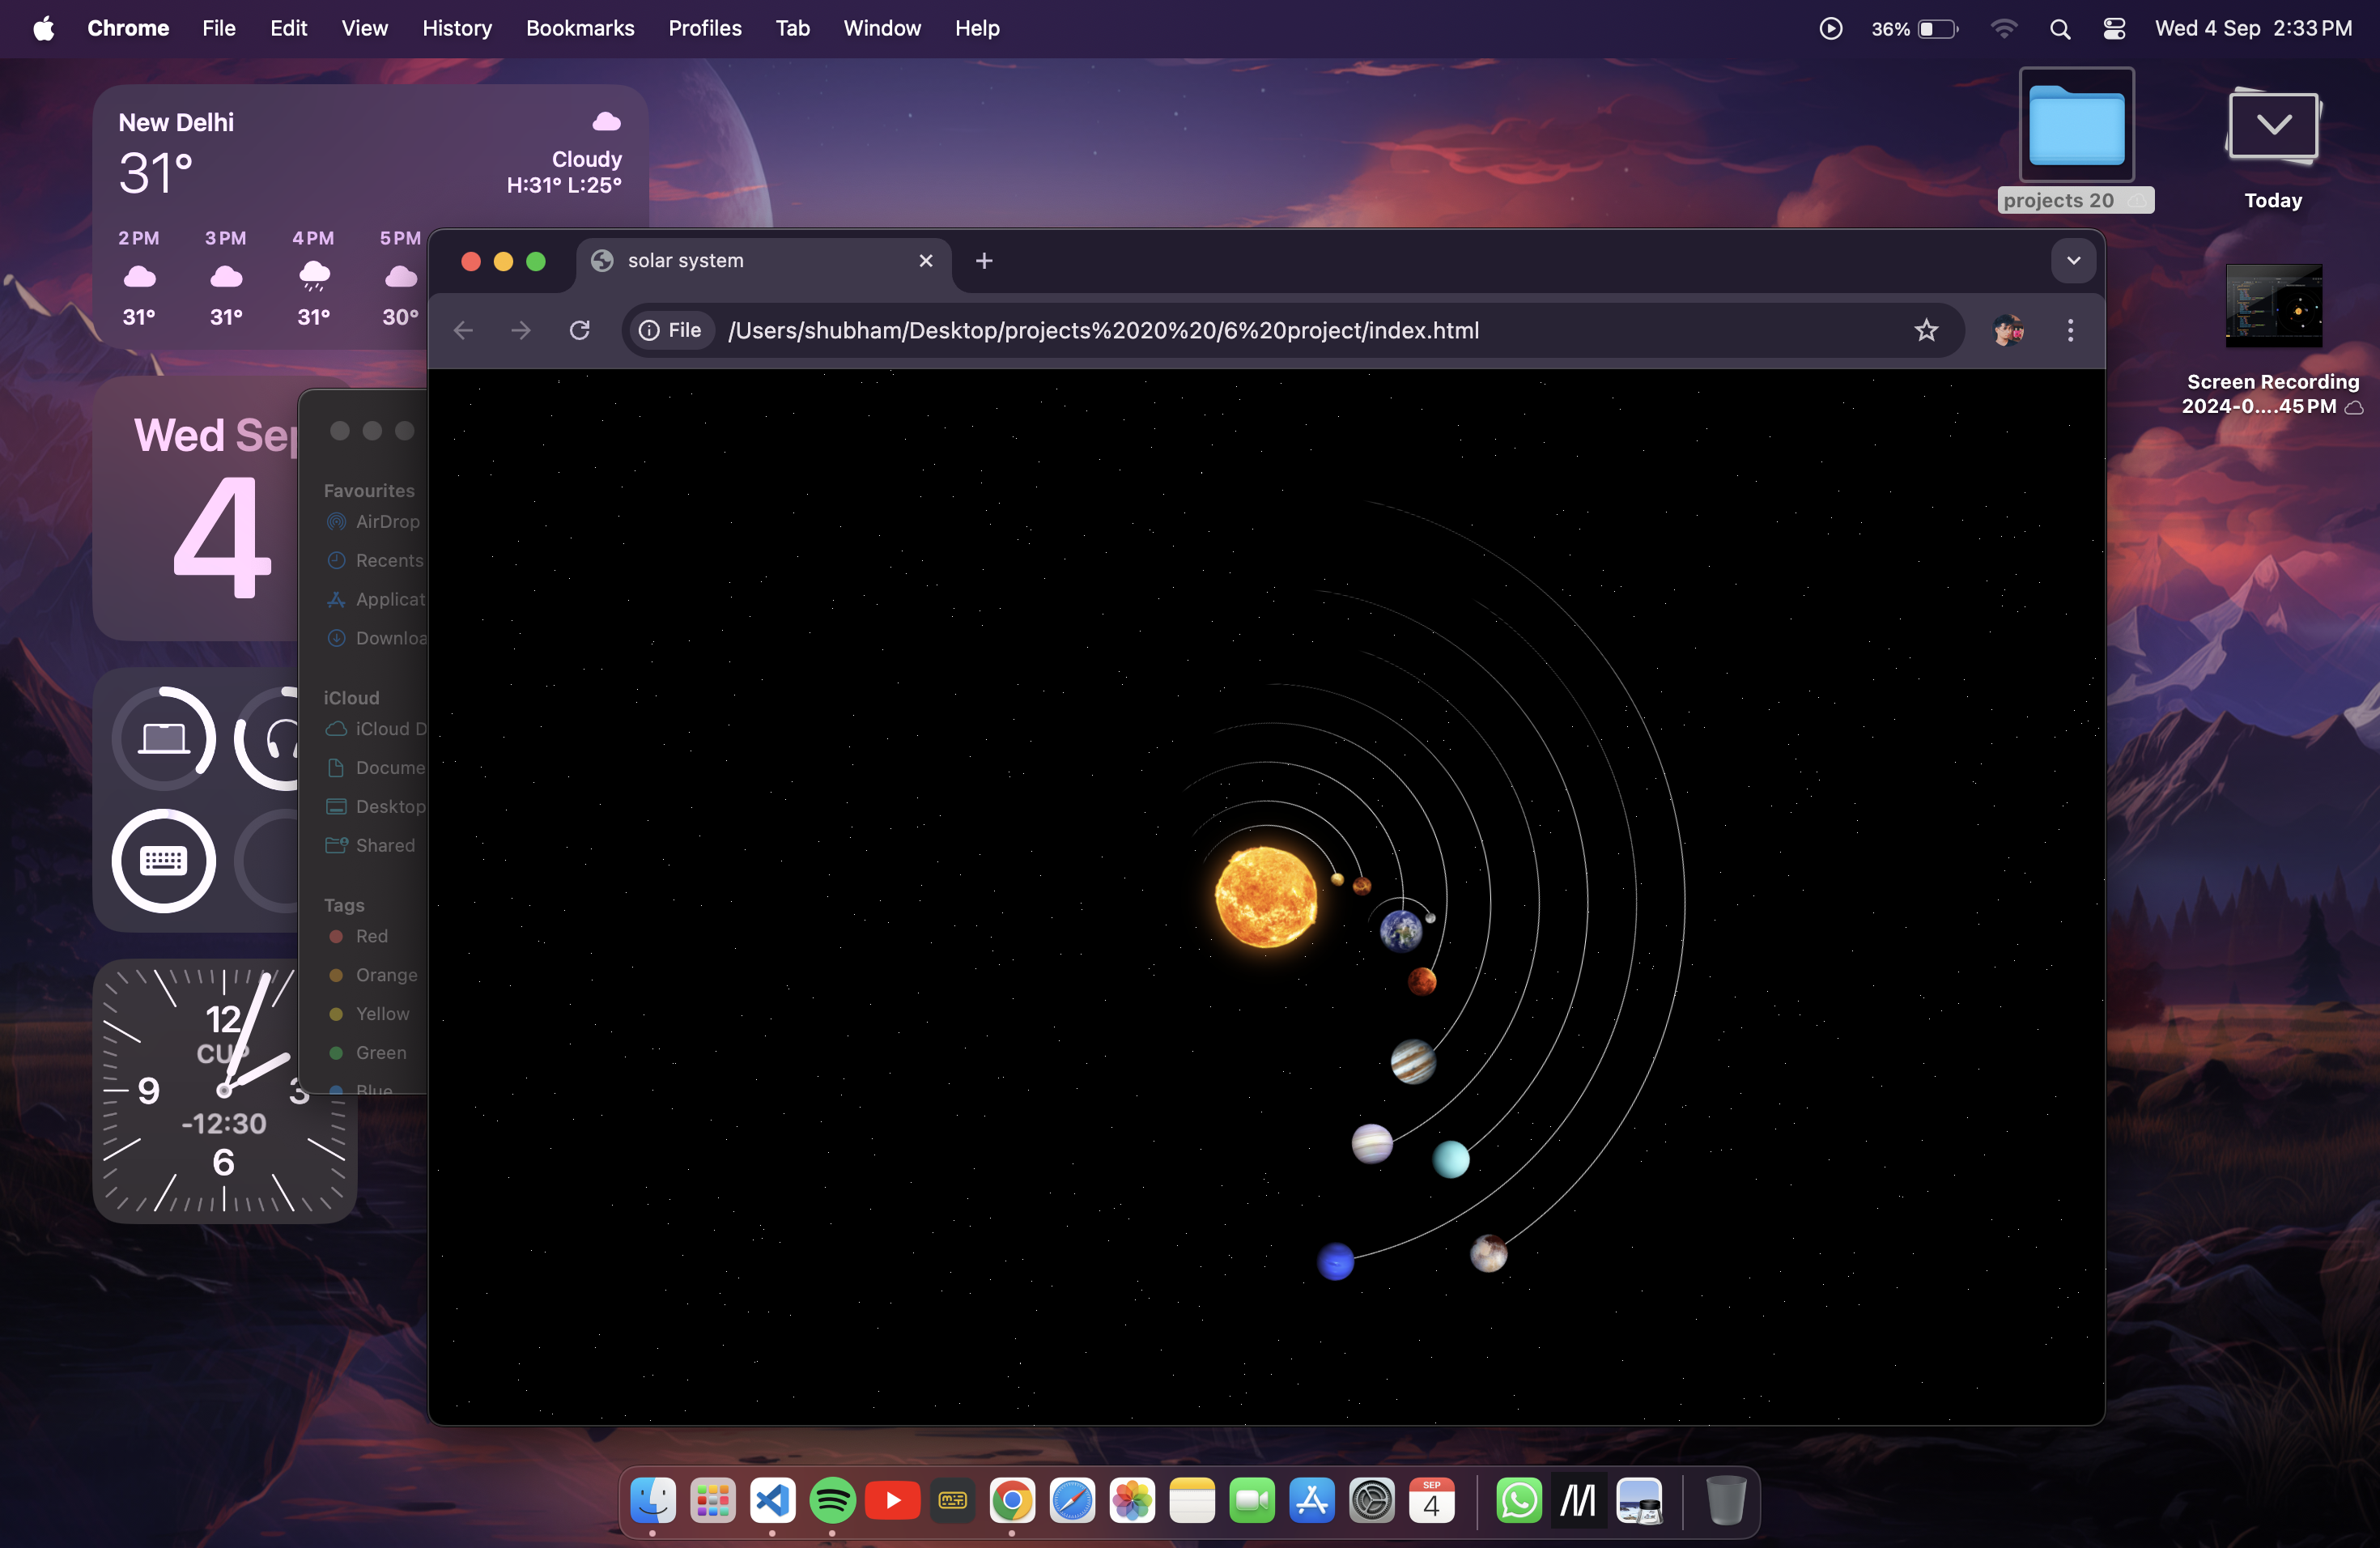 Chrome File Edit View History Bookmarks Profiles Tab Window Help
36% Wed 4 Sep 2:33 PM
New Delhi
31°
Cloudy
H:31° L:25°
2 PM 3 PM 4 PM 5 PM
31° 31° 31° 30°
projects 20
Today
Screen Recording
2024-0....45 PM
solar system
File /Users/shubham/Desktop/projects%2020%20/6%20project/index.html
Wed Sep
4
Favourites
AirDrop
Recents
Applicat
Downloa
iCloud
iCloud D
Docume
Desktop
Shared
Tags
Red
Orange
Yellow
Green
Blue
12
CUP
9 3
-12:30
6
SEP
4